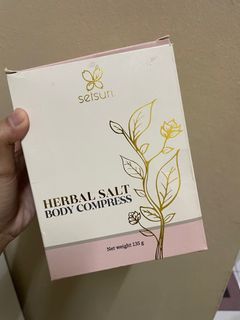 selsun.
HERBAL SALT
BODY COMPRESS
Net weight 135 g